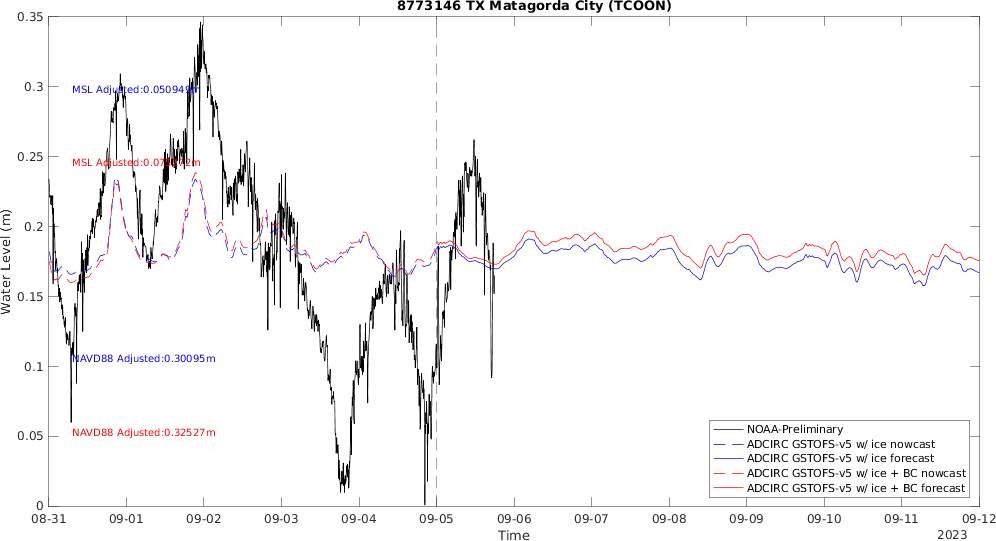 8773146 TX Matagorda City (TCOON)
Water Level (m)
0.35
0.3
0.25
0.2
0.15
0.1
0.05
0
MSL Adjusted:0.050949m
MSL
NAVD88 Adjusted:0.30095m
NAVD88 Adjusted:0.32527m
NOAA-Preliminary
ADCIRC GSTOFS-v5 w/ ice nowcast
ADCIRC GSTOFS-v5 w/ ice forecast
ADCIRC GSTOFS-v5 w/ ice + BC nowcast
ADCIRC GSTOFS-v5 w/ ice + BC forecast
08-31 09-01 09-02 09-03 09-04 09-05 09-06 09-07 09-08 09-09 09-10 09-11 09-12
Time
2023